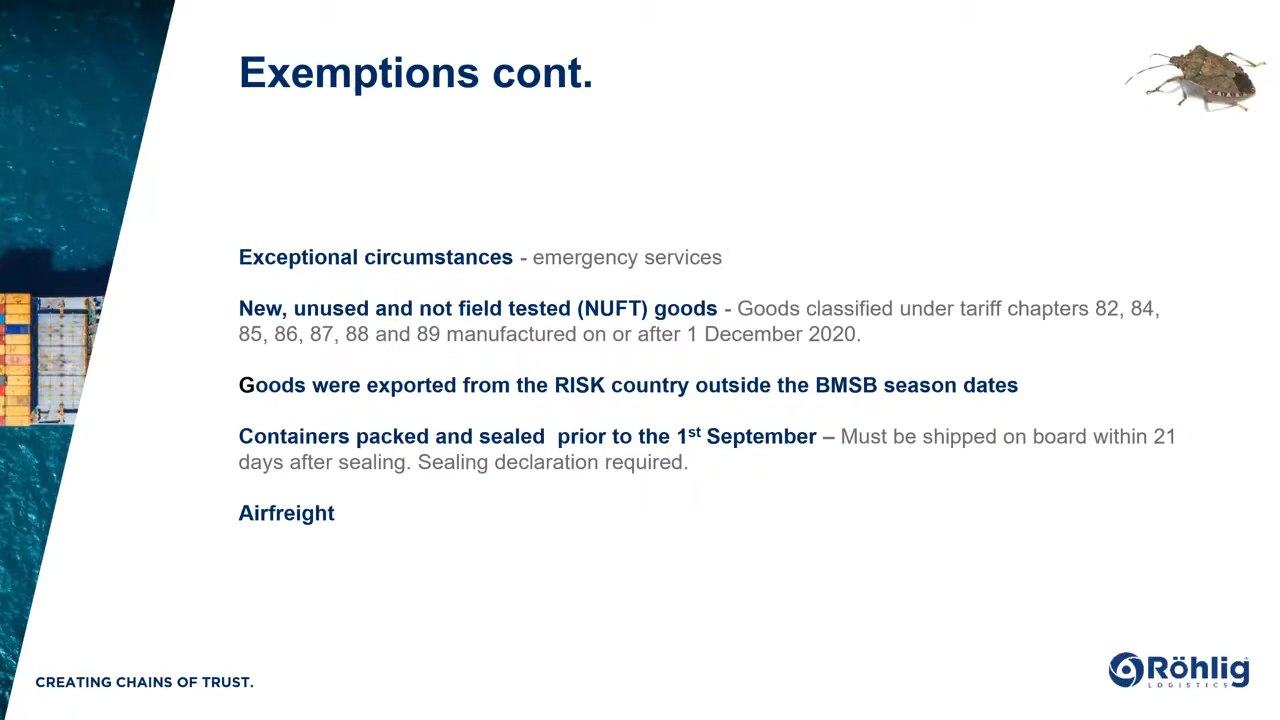 Exemptions cont.
Exceptional circumstances - emergency services
New, unused and not field tested (NUFT) goods - Goods classified under tariff chapters 82, 84,
85, 86, 87, 88 and 89 manufactured on or after 1 December 2020.
Goods were exported from the RISK country outside the BMSB season dates
Containers packed and sealed  prior to the 1st September – Must be shipped on board within 21
days after sealing. Sealing declaration required.
Airfreight
CREATING CHAINS OF TRUST.
Röhlig
LOGISTICS